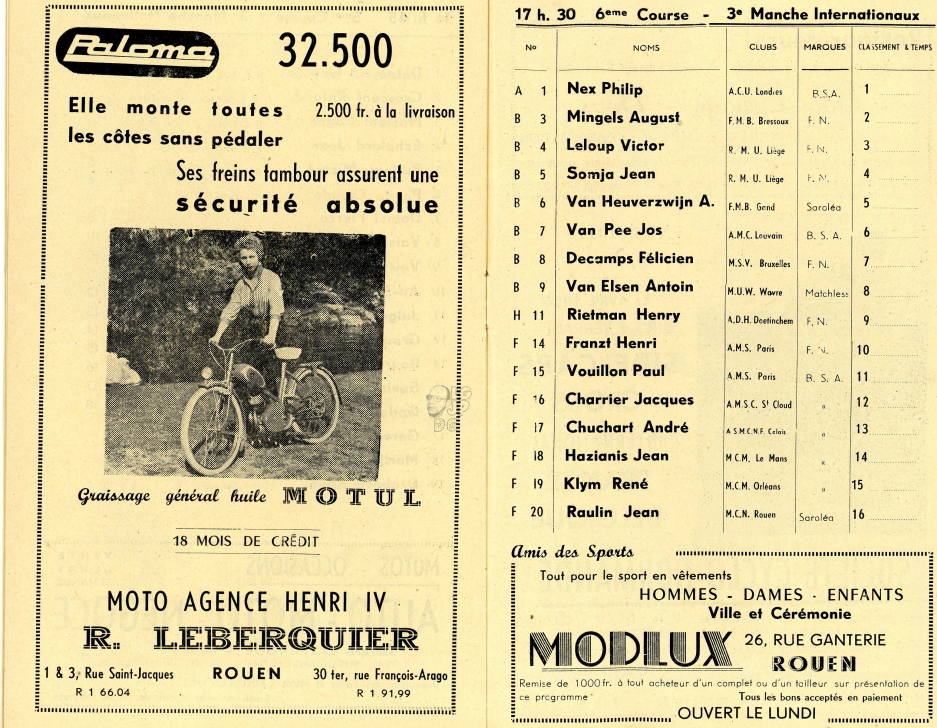 Paloma
32.500
Elle monte toutes 2.500 fr. à la livraison
les côtes sans pédaler
Ses freins tambour assurent une
sécurité absolue
Graissage général huile MOTUL
18 MOIS DE CRÉDIT
MOTO AGENCE HENRI IV
R. LEBERQUIER
1 & 3, Rue Saint-Jacques ROUEN 30 ter, rue François-Arago
R 1 66.04 R 1 91,99
17 h. 30 6eme Course - 3e Manche Internationaux
No NOMS CLUBS MARQUES CLASSEMENT & TEMPS
A 1 Nex Philip A.C.U. Londres B.S.A. 1
B 3 Mingels August F.M.B. Bressoux F.N. 2
B 4 Leloup Victor R.M.U. Liège F.N. 3
B 5 Somja Jean R.M.U. Liège F.N. 4
B 6 Van Heuverzwijn A. F.M.B. Gand Saroléa 5
B 7 Van Pee Jos A.M.C. Louvain B.S.A. 6
B 8 Decamps Félicien M.S.V. Bruxelles F.N. 7
B 9 Van Elsen Antoin M.U.W. Wavre Matchless 8
H 11 Rietman Henry A.D.H. Doetinchem F.N. 9
F 14 Franzt Henri A.M.S. Paris F.N. 10
F 15 Vouillon Paul A.M.S. Paris B.S.A. 11
F 16 Charrier Jacques A.M.S.C. St Cloud " 12
F 17 Chuchart André A.S.M.C.N.F. Calais " 13
F 18 Hazianis Jean M.C.M. Le Mans " 14
F 19 Klym René M.C.M. Orléans " 15
F 20 Raulin Jean M.C.N. Rouen Saroléa 16
Amis des Sports
Tout pour le sport en vêtements
HOMMES - DAMES - ENFANTS
Ville et Cérémonie
MODLUX 26, RUE GANTERIE
ROUEN
Remise de 1000 fr. à tout acheteur d'un complet ou d'un tailleur sur présentation de
ce programme Tous les bons acceptés en paiement
OUVERT LE LUNDI